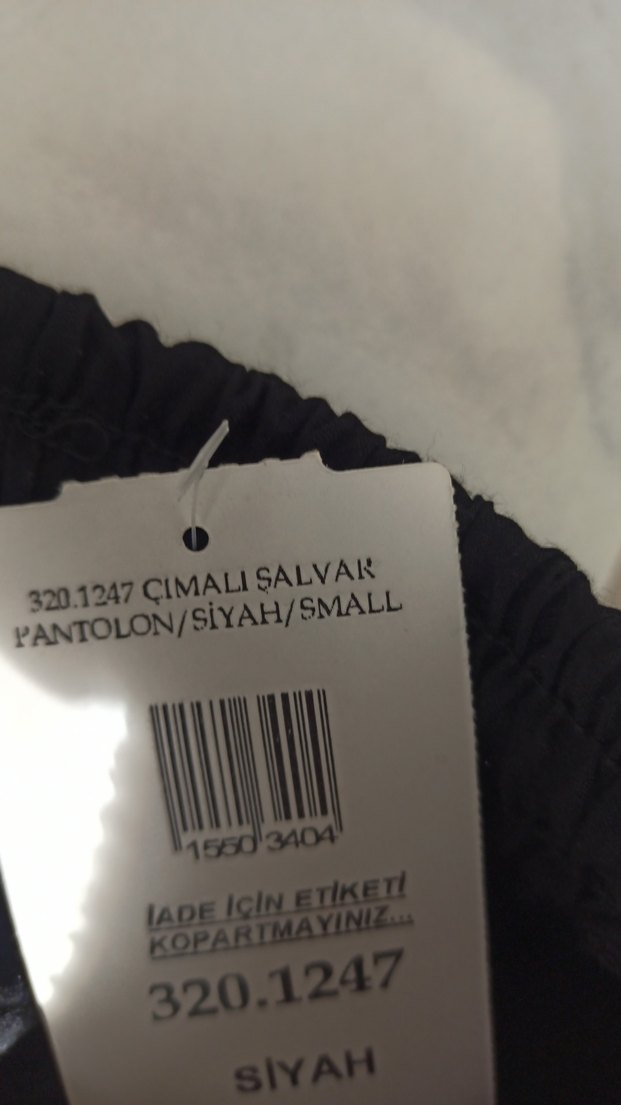 320.1247 ÇIMALI ŞALVAR
PANTOLON/SİYAH/SMALL
1550 3404
İADE İÇİN ETİKETİ
KOPARTMAYINIZ...
320.1247
SİYAH